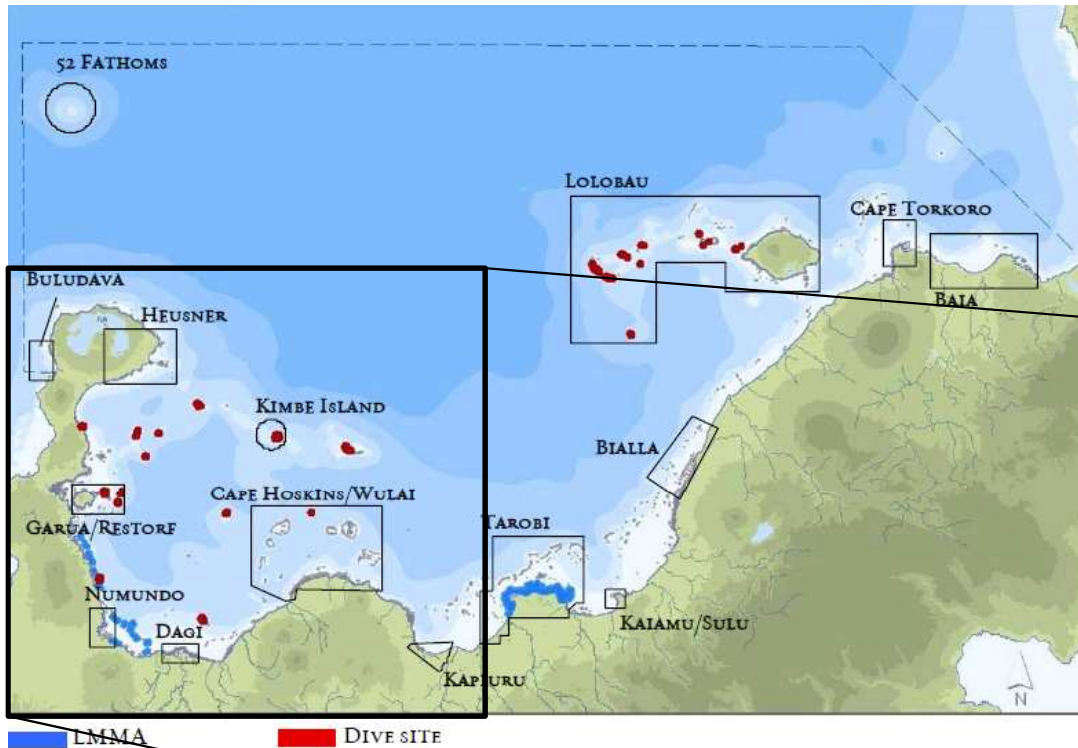 52 Fathoms
Lolobau
Cape Torkoro
Buludava
Heusner
Baia
Kimbe Island
Bialla
Cape Hoskins/Wulai
Garua/Restorf
Tarobi
Numundo
Dagi
Kaiamu/Sulu
Kapeuru
N
LMMA
Dive site